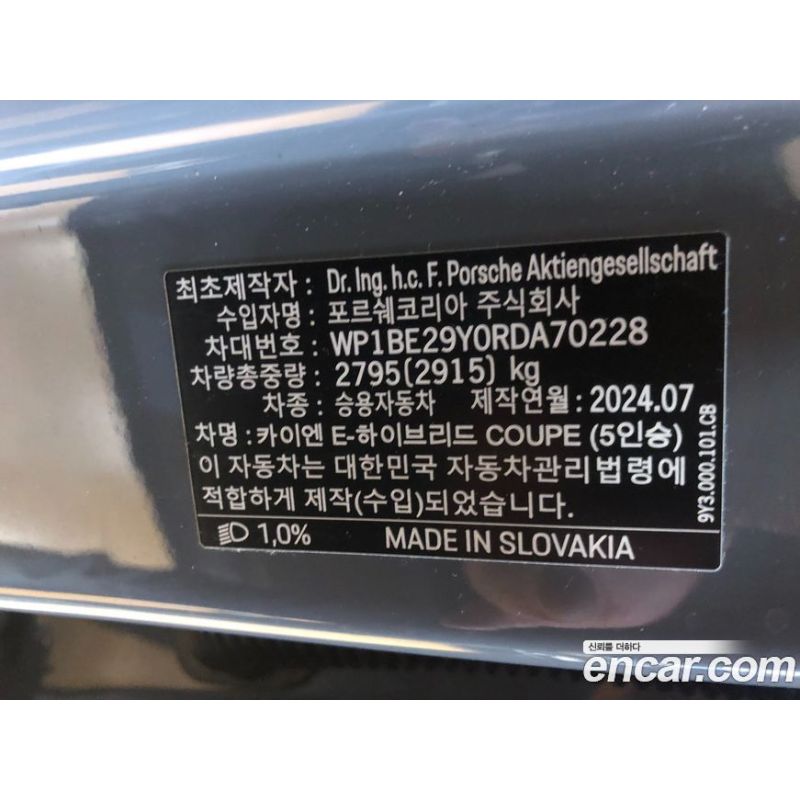 최초제작자 : Dr. Ing. h.c. F. Porsche Aktiengesellschaft
수입자명 : 포르쉐코리아 주식회사
차대번호 : WP1BE29Y0RDA70228
차량총중량 : 2795(2915) kg
차종 : 승용자동차 제작연월 : 2024.07
차명 : 카이엔 E-하이브리드 COUPE (5인승)
이 자동차는 대한민국 자동차관리법령에
적합하게 제작(수입)되었습니다.
1,0% MADE IN SLOVAKIA
9Y3.000.101.CB
신뢰를 더하다
encar.com